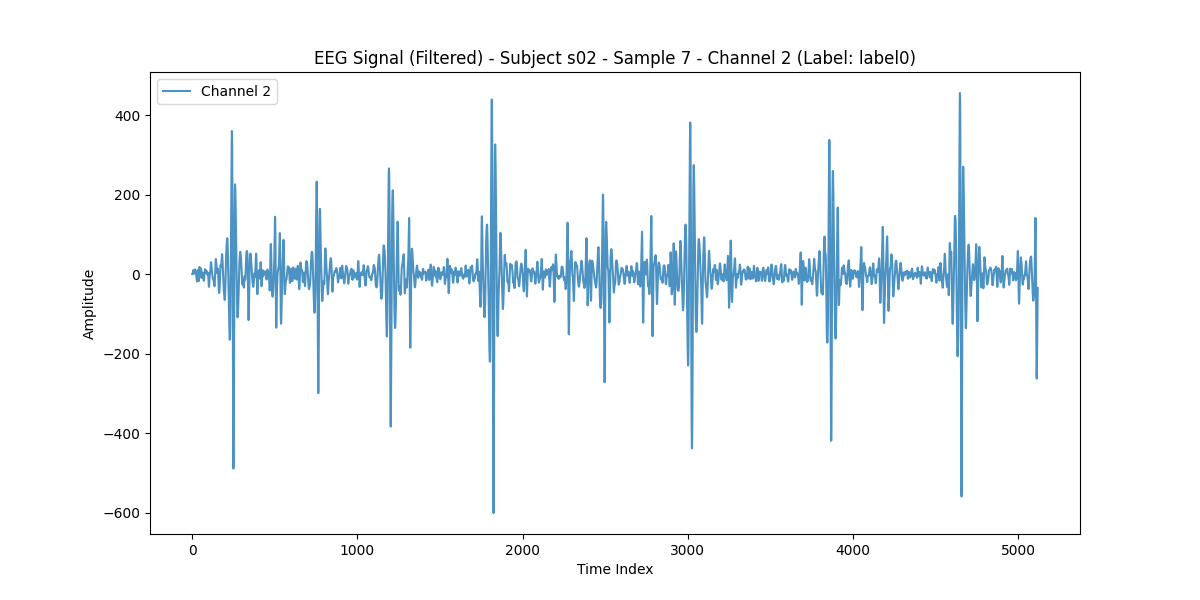 EEG Signal (Filtered) - Subject s02 - Sample 7 - Channel 2 (Label: label0)
Channel 2
Amplitude
400
200
0
−200
−400
−600
0 1000 2000 3000 4000 5000
Time Index